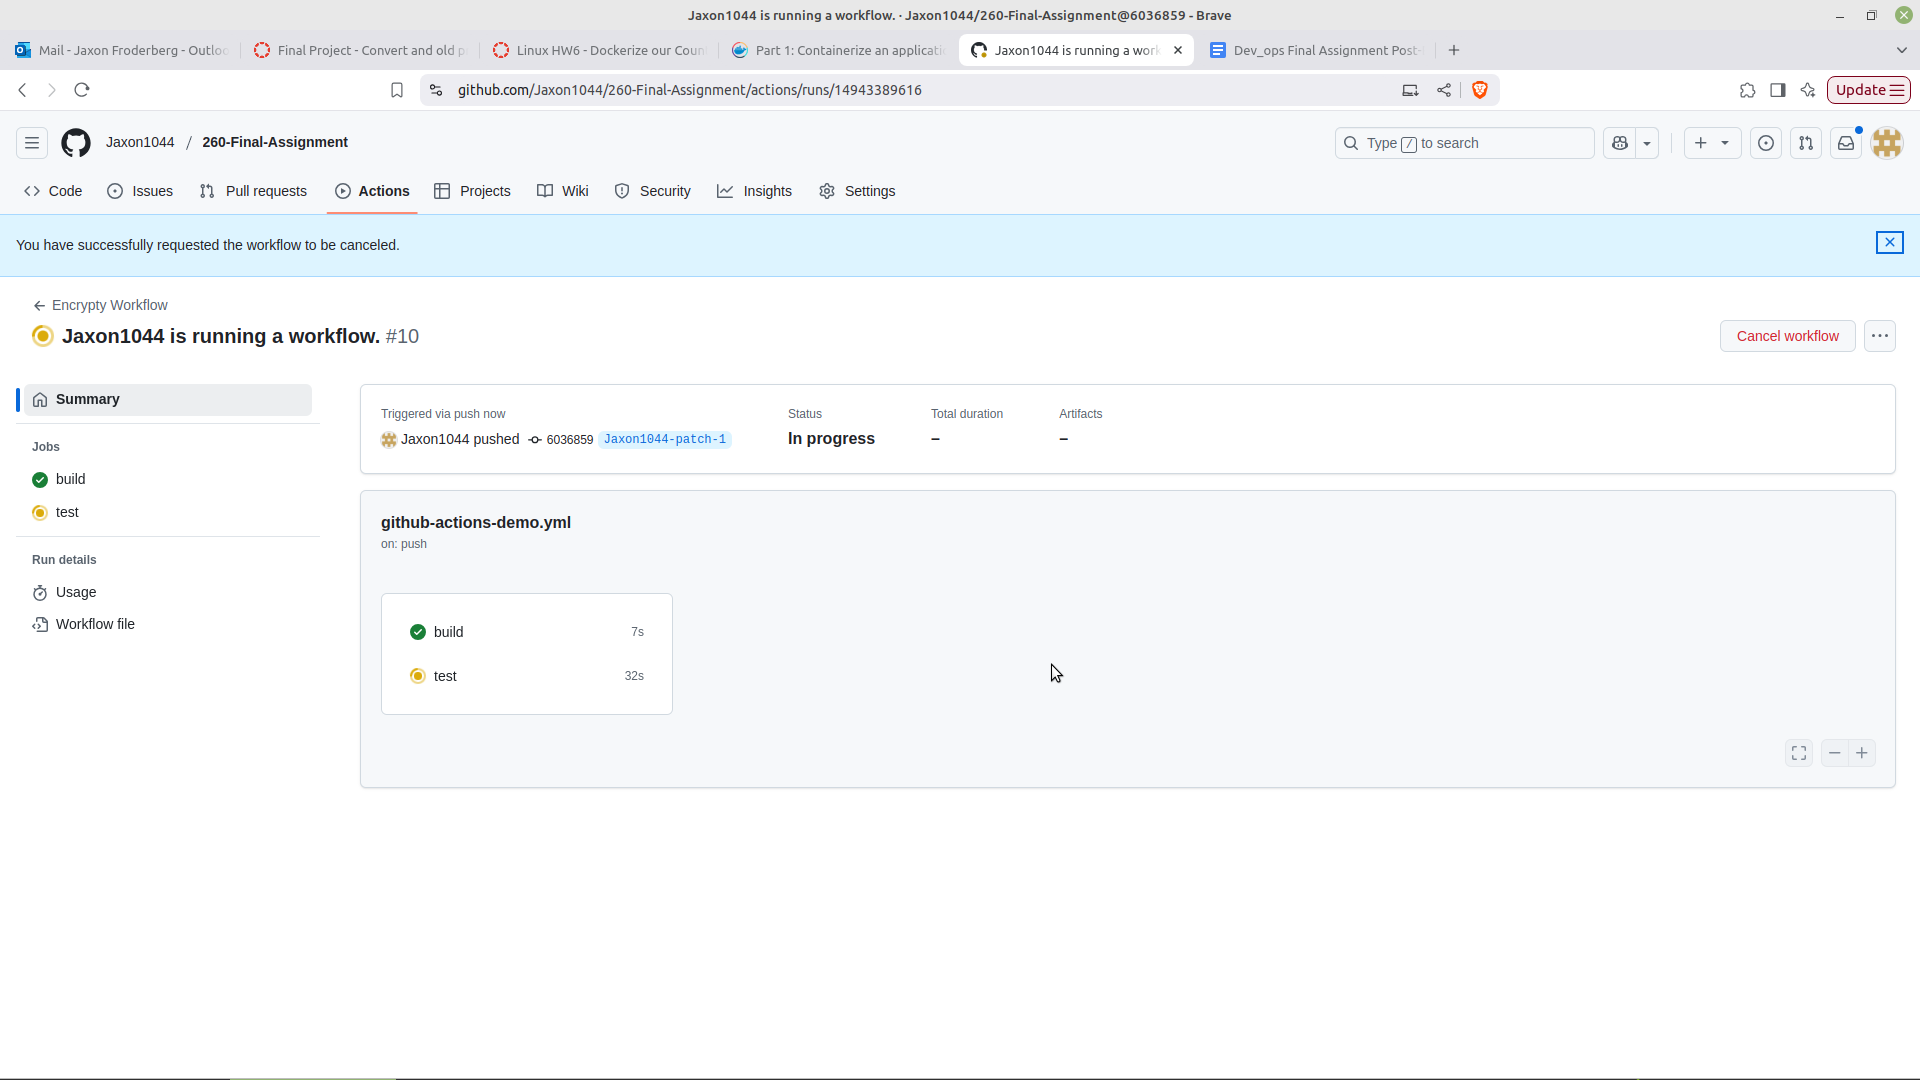 Jaxon1044 is running a workflow. · Jaxon1044/260-Final-Assignment@6036859 - Brave
Mail - Jaxon Froderberg - Outloo
Final Project - Convert and old p
Linux HW6 - Dockerize our Coun
Part 1: Containerize an applicatio
Jaxon1044 is running a work
Dev_ops Final Assignment Post-
github.com/Jaxon1044/260-Final-Assignment/actions/runs/14943389616
Update
Jaxon1044 / 260-Final-Assignment
Type / to search
Code
Issues
Pull requests
Actions
Projects
Wiki
Security
Insights
Settings
You have successfully requested the workflow to be canceled.
Encrypty Workflow
Jaxon1044 is running a workflow. #10
Cancel workflow
Summary
Jobs
build
test
Run details
Usage
Workflow file
Triggered via push now
Jaxon1044 pushed 6036859 Jaxon1044-patch-1
Status
In progress
Total duration
–
Artifacts
–
github-actions-demo.yml
on: push
build 7s
test 32s